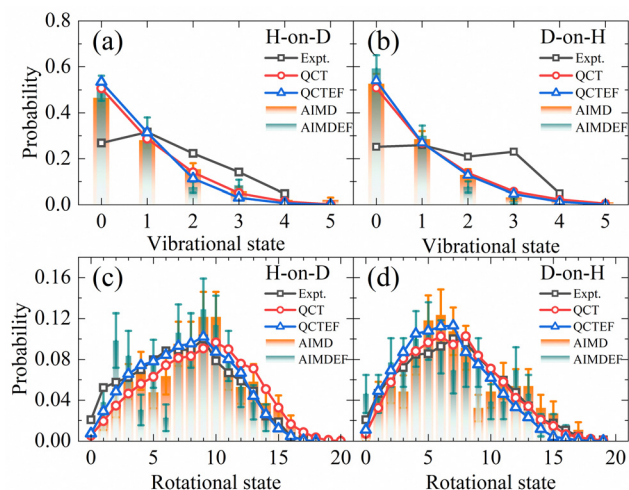 (a) H-on-D
Expt.
QCT
QCTEF
AIMD
AIMDEF
Probability
0.8
0.6
0.4
0.2
0.0
0 1 2 3 4 5
Vibrational state
(b) D-on-H
Expt.
QCT
QCTEF
AIMD
AIMDEF
0 1 2 3 4 5
Vibrational state
(c) H-on-D
Expt.
QCT
QCTEF
AIMD
AIMDEF
Probability
0.16
0.12
0.08
0.04
0.00
0 5 10 15 20
Rotational state
(d) D-on-H
Expt.
QCT
QCTEF
AIMD
AIMDEF
0 5 10 15 20
Rotational state